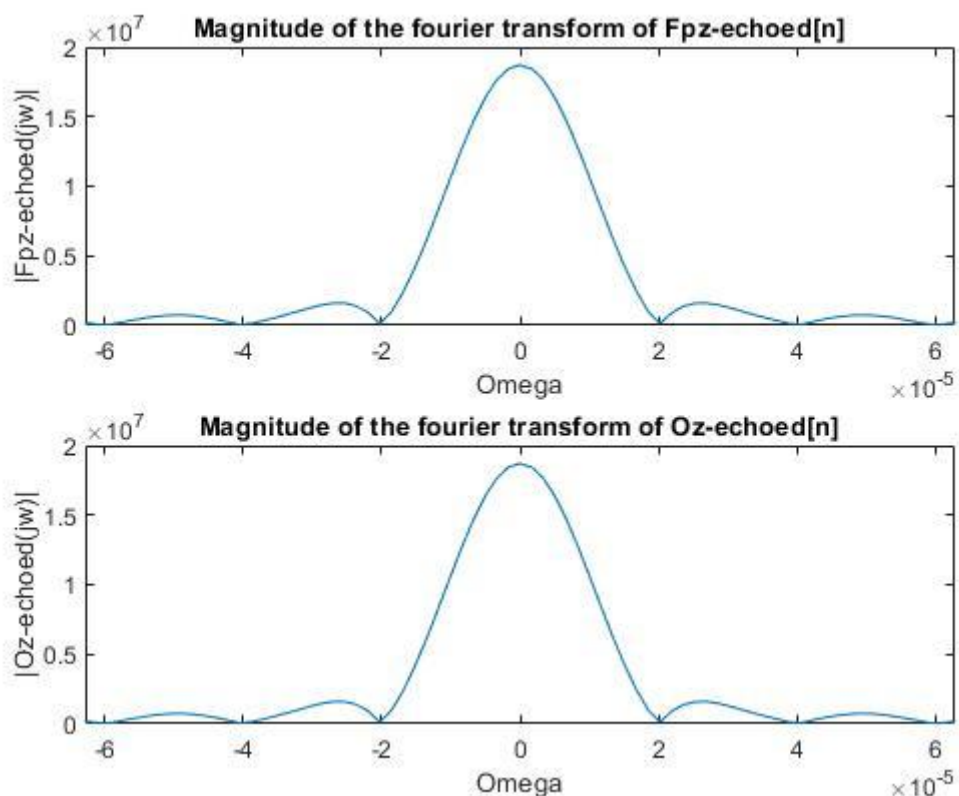 ×10^7
Magnitude of the fourier transform of Fpz-echoed[n]
2
1.5
1
0.5
0
|Fpz-echoed(jw)|
-6 -4 -2 0 2 4 6
Omega
×10^-5
×10^7
Magnitude of the fourier transform of Oz-echoed[n]
2
1.5
1
0.5
0
|Oz-echoed(jw)|
-6 -4 -2 0 2 4 6
Omega
×10^-5